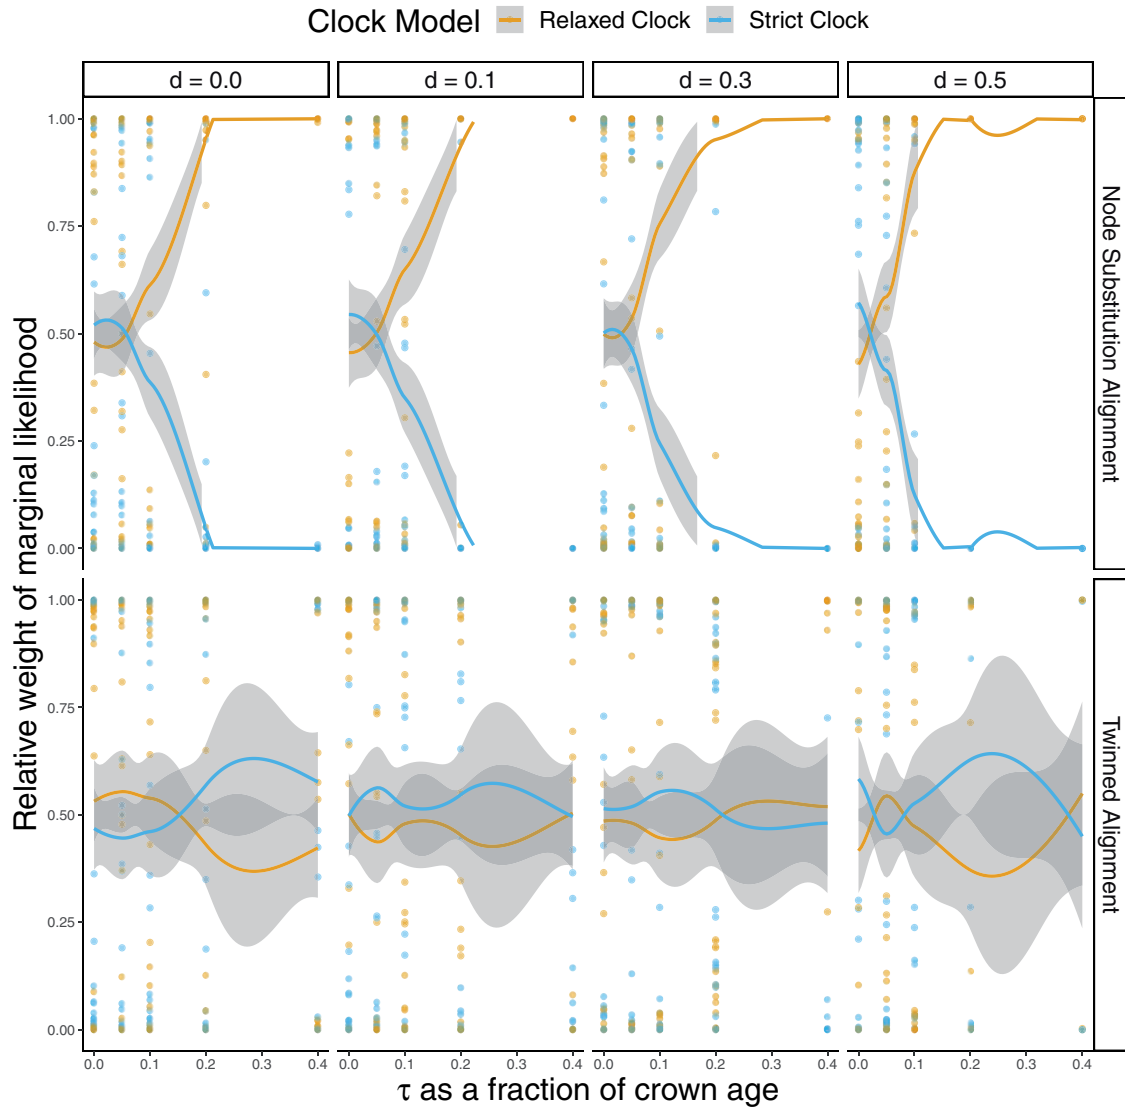 Clock Model Relaxed Clock Strict Clock
d = 0.0 d = 0.1 d = 0.3 d = 0.5
Relative weight of marginal likelihood
1.00
0.75
0.50
0.25
0.00
Node Substitution Alignment
1.00
0.75
0.50
0.25
0.00
Twinned Alignment
0.0 0.1 0.2 0.3 0.4 0.0 0.1 0.2 0.3 0.4 0.0 0.1 0.2 0.3 0.4 0.0 0.1 0.2 0.3 0.4
τ as a fraction of crown age